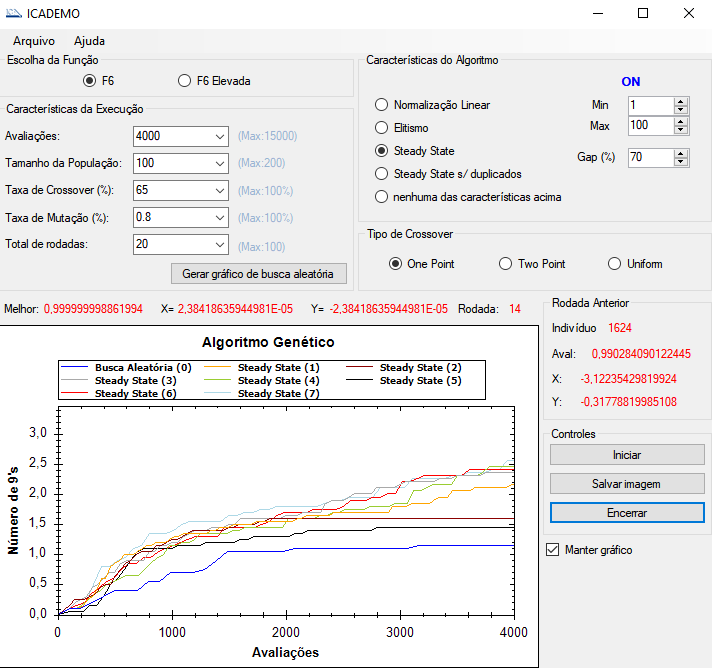 ICADEMO
Arquivo Ajuda
Escolha da Função
F6 F6 Elevada
Características da Execução
Avaliações: 4000 (Max:15000)
Tamanho da População: 100 (Max:200)
Taxa de Crossover (%): 65 (Max:100%)
Taxa de Mutação (%): 0.8 (Max:100%)
Total de rodadas: 20 (Max:100)
Gerar gráfico de busca aleatória
Características do Algoritmo
ON
Normalização Linear Min 1
Elitismo Max 100
Steady State Gap (%) 70
Steady State s/ duplicados
nenhuma das características acima
Tipo de Crossover
One Point Two Point Uniform
Melhor: 0,999999998861994 X= 2,38418635944981E-05 Y= -2,38418635944981E-05 Rodada: 14
Rodada Anterior
Indivíduo 1624
Aval: 0,990284090122445
X: -3,12235429819924
Y: -0,31778819985108
Controles
Iniciar
Salvar imagem
Encerrar
Manter gráfico
Algoritmo Genético
Busca Aleatória (0) Steady State (1) Steady State (2)
Steady State (3) Steady State (4) Steady State (5)
Steady State (6) Steady State (7)
Número de 9's
3,0
2,5
2,0
1,5
1,0
0,5
0,0
0 1000 2000 3000 4000
Avaliações